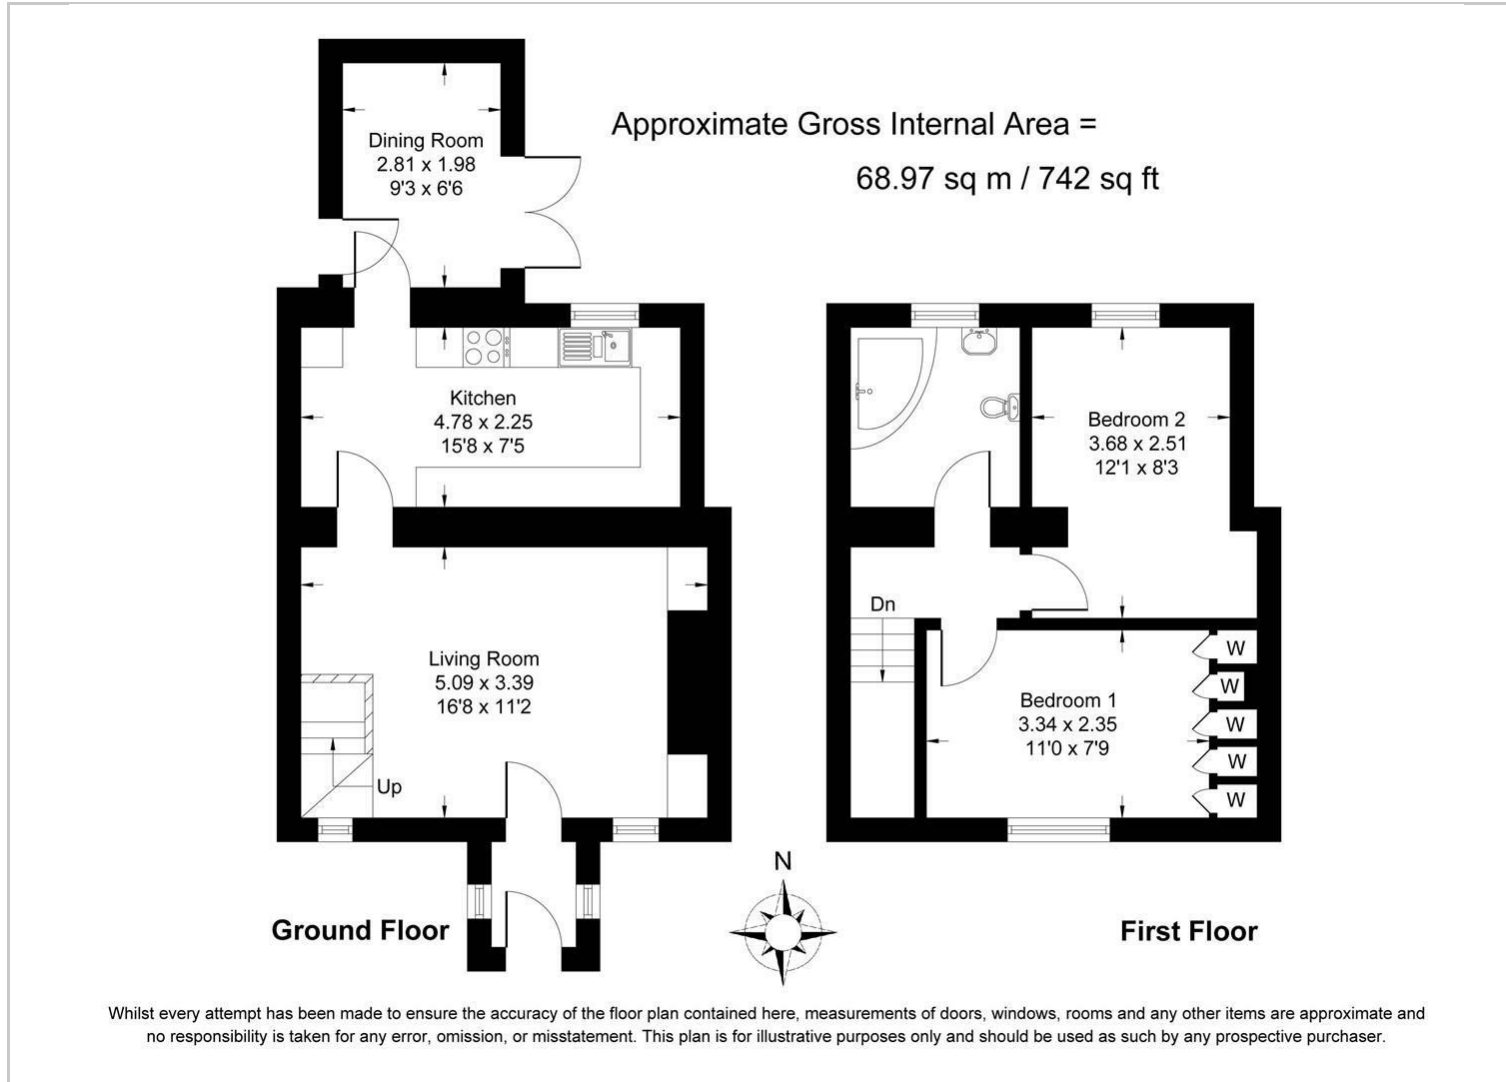 Approximate Gross Internal Area =
68.97 sq m / 742 sq ft
Dining Room
2.81 x 1.98
9'3 x 6'6
Kitchen
4.78 x 2.25
15'8 x 7'5
Living Room
5.09 x 3.39
16'8 x 11'2
Up
Ground Floor
N
Bedroom 2
3.68 x 2.51
12'1 x 8'3
Dn
Bedroom 1
3.34 x 2.35
11'0 x 7'9
W
W
W
W
W
First Floor
Whilst every attempt has been made to ensure the accuracy of the floor plan contained here, measurements of doors, windows, rooms and any other items are approximate and
no responsibility is taken for any error, omission, or misstatement. This plan is for illustrative purposes only and should be used as such by any prospective purchaser.